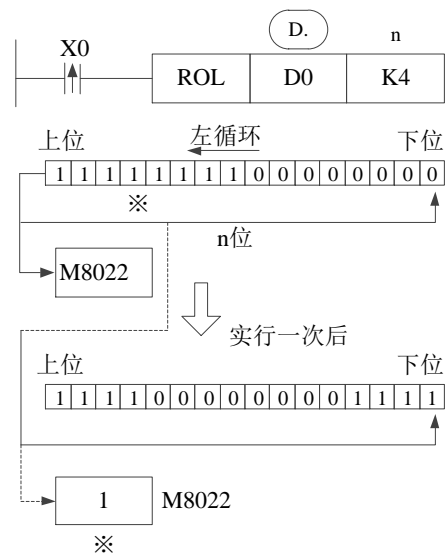 D.
X0 n
ROL D0 K4
上位 左循环 下位
1 1 1 1 1 1 1 1 0 0 0 0 0 0 0 0
※
n位
M8022
实行一次后
上位 下位
1 1 1 1 0 0 0 0 0 0 0 0 1 1 1 1
1 M8022
※